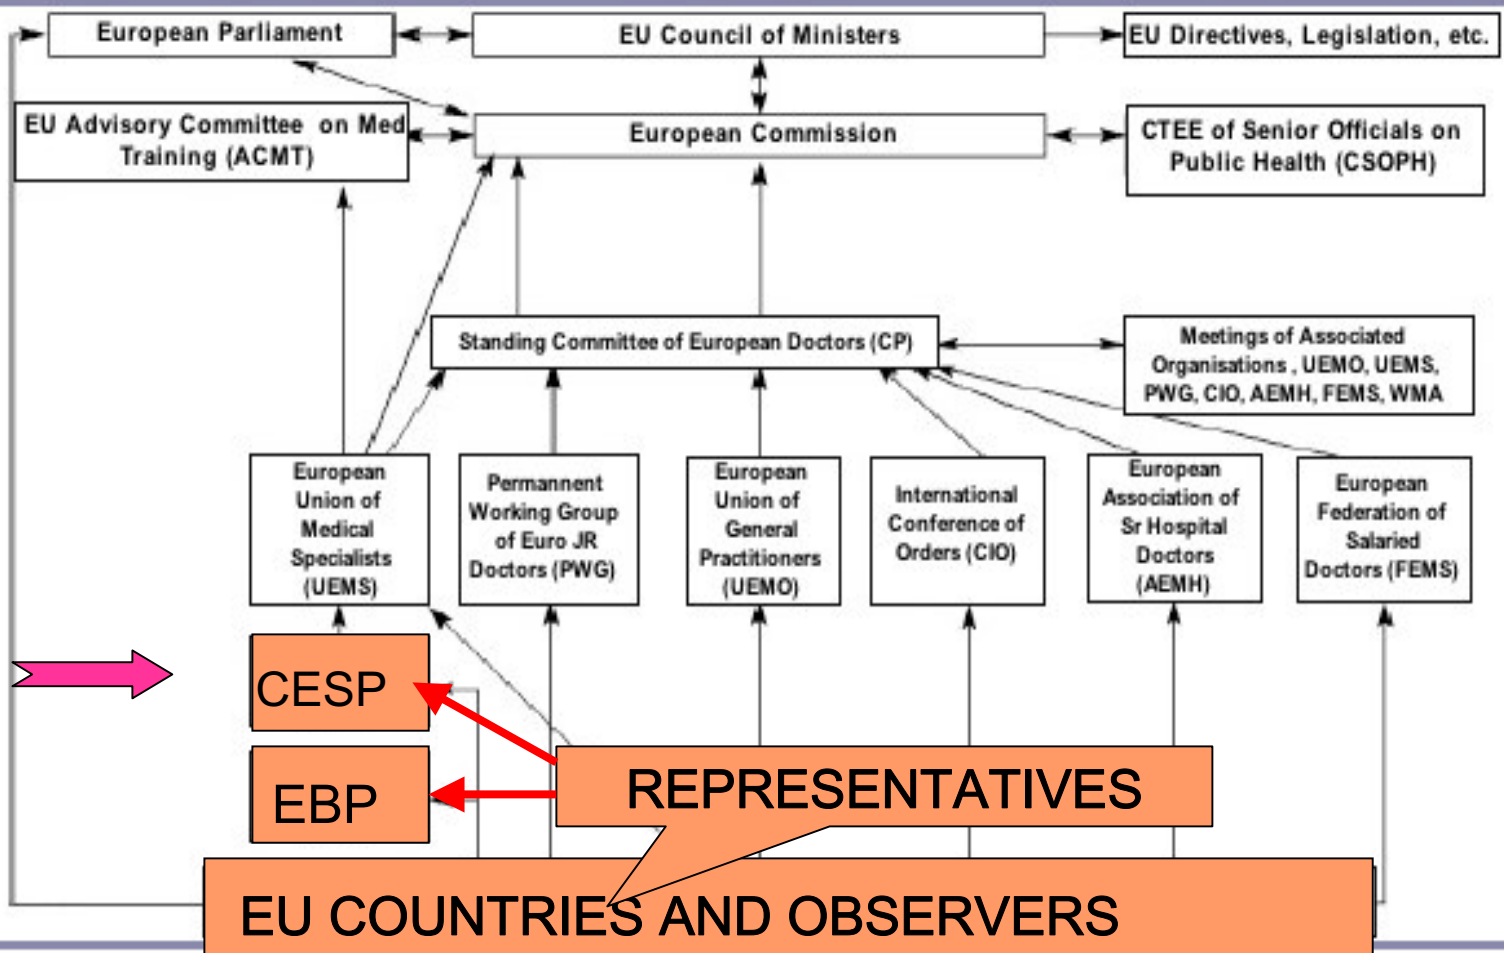 European Parliament
EU Council of Ministers
EU Directives, Legislation, etc.
EU Advisory Committee on Med
Training (ACMT)
European Commission
CTEE of Senior Officials on
Public Health (CSOPH)
Standing Committee of European Doctors (CP)
Meetings of Associated
Organisations , UEMO, UEMS,
PWG, CIO, AEMH, FEMS, WMA
European
Union of
Medical
Specialists
(UEMS)
Permannent
Working Group
of Euro JR
Doctors (PWG)
European
Union of
General
Practitioners
(UEMO)
International
Conference of
Orders (CIO)
European
Association of
Sr Hospital
Doctors
(AEMH)
European
Federation of
Salaried
Doctors (FEMS)
CESP
EBP
REPRESENTATIVES
EU COUNTRIES AND OBSERVERS